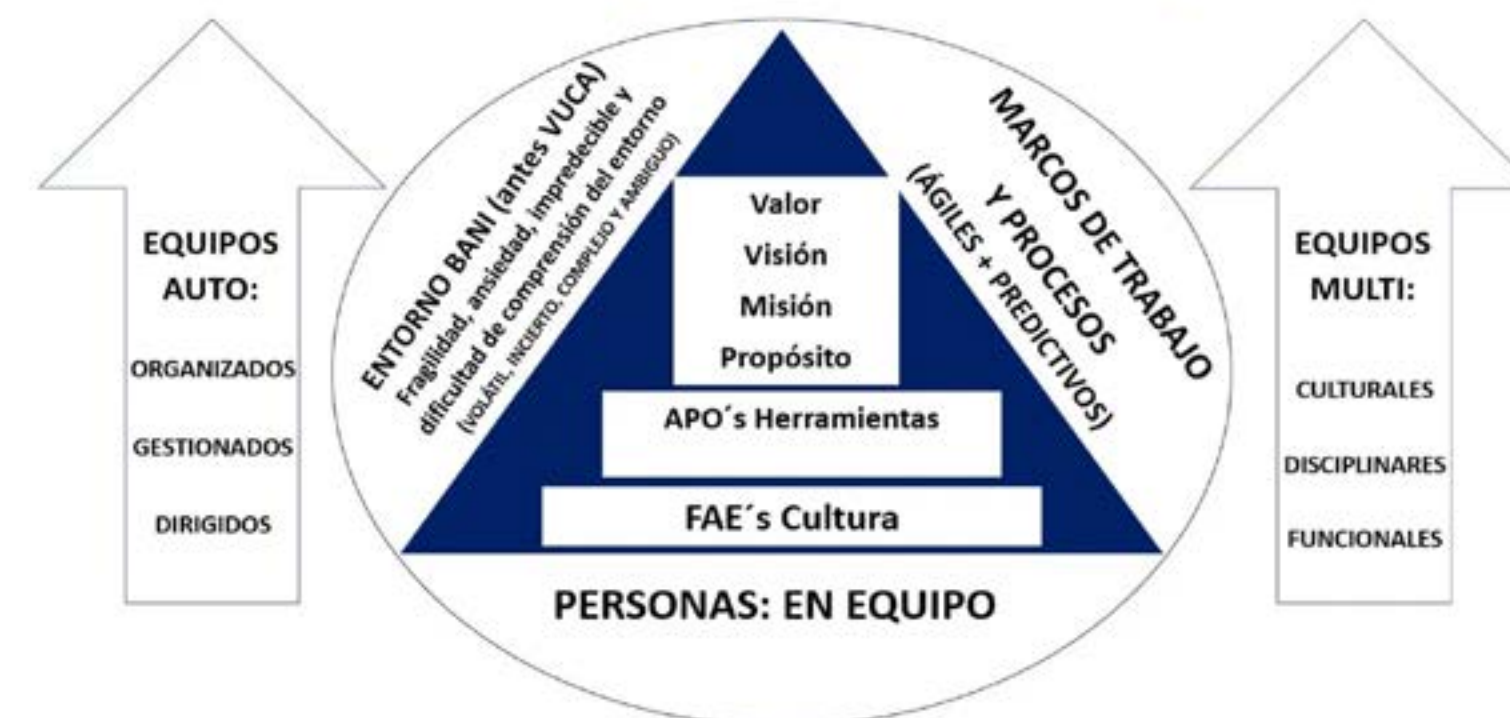 EQUIPOS
AUTO:
ORGANIZADOS
GESTIONADOS
DIRIGIDOS
ENTORNO BANI (antes VUCA)
Fragilidad, ansiedad, impredecible y
dificultad de comprensión del entorno
(VOLÁTIL, INCIERTO, COMPLEJO Y AMBIGUO)
Valor
Visión
Misión
Propósito
APO´s Herramientas
FAE´s Cultura
PERSONAS: EN EQUIPO
MARCOS DE TRABAJO
Y PROCESOS
(ÁGILES + PREDICTIVOS)
EQUIPOS
MULTI:
CULTURALES
DISCIPLINARES
FUNCIONALES